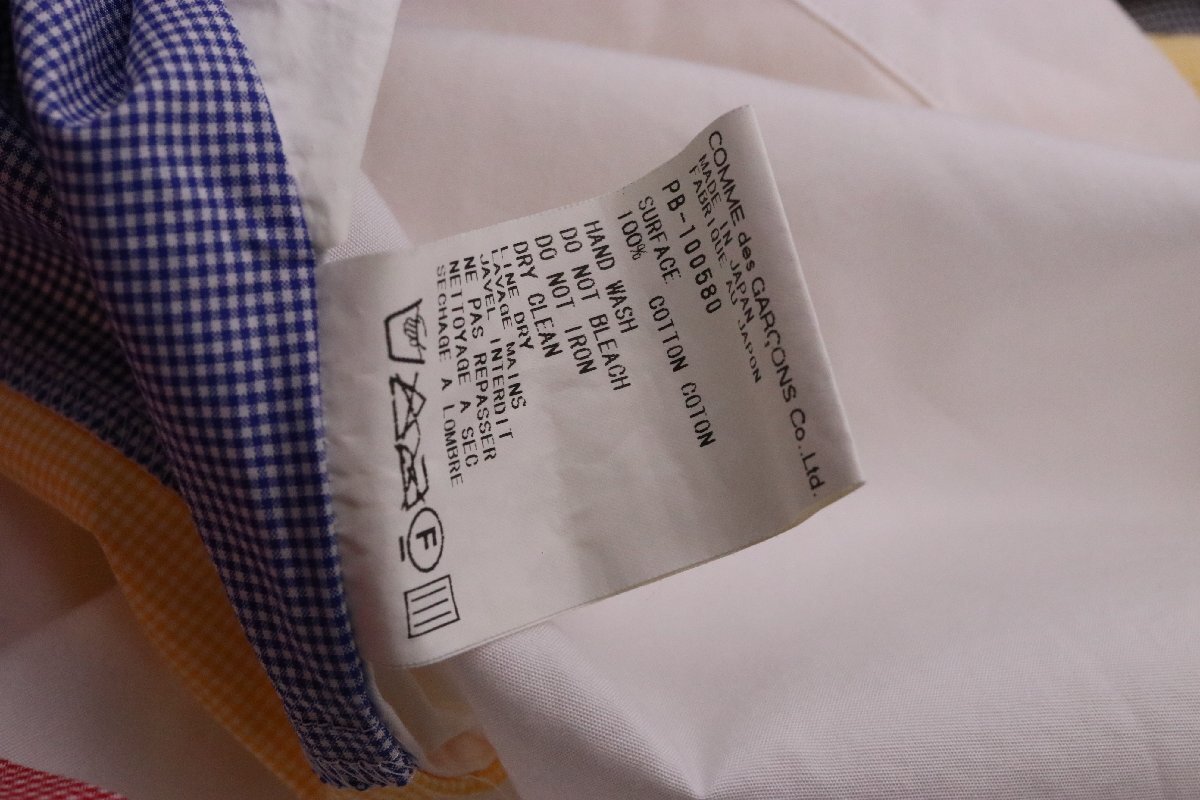 COMME des GARÇONS Co.,Ltd.
MADE IN JAPAN
FABRIQUE AU JAPON
PB-100580
SURFACE COTTON COTON
100%
HAND WASH
DO NOT BLEACH
DO NOT IRON
DRY CLEAN
LINE DRY
LAVAGE MAINS
JAVEL INTERDIT
NE PAS REPASSER
NETTOYAGE A SEC
SECHAGE A LOMBRE
F